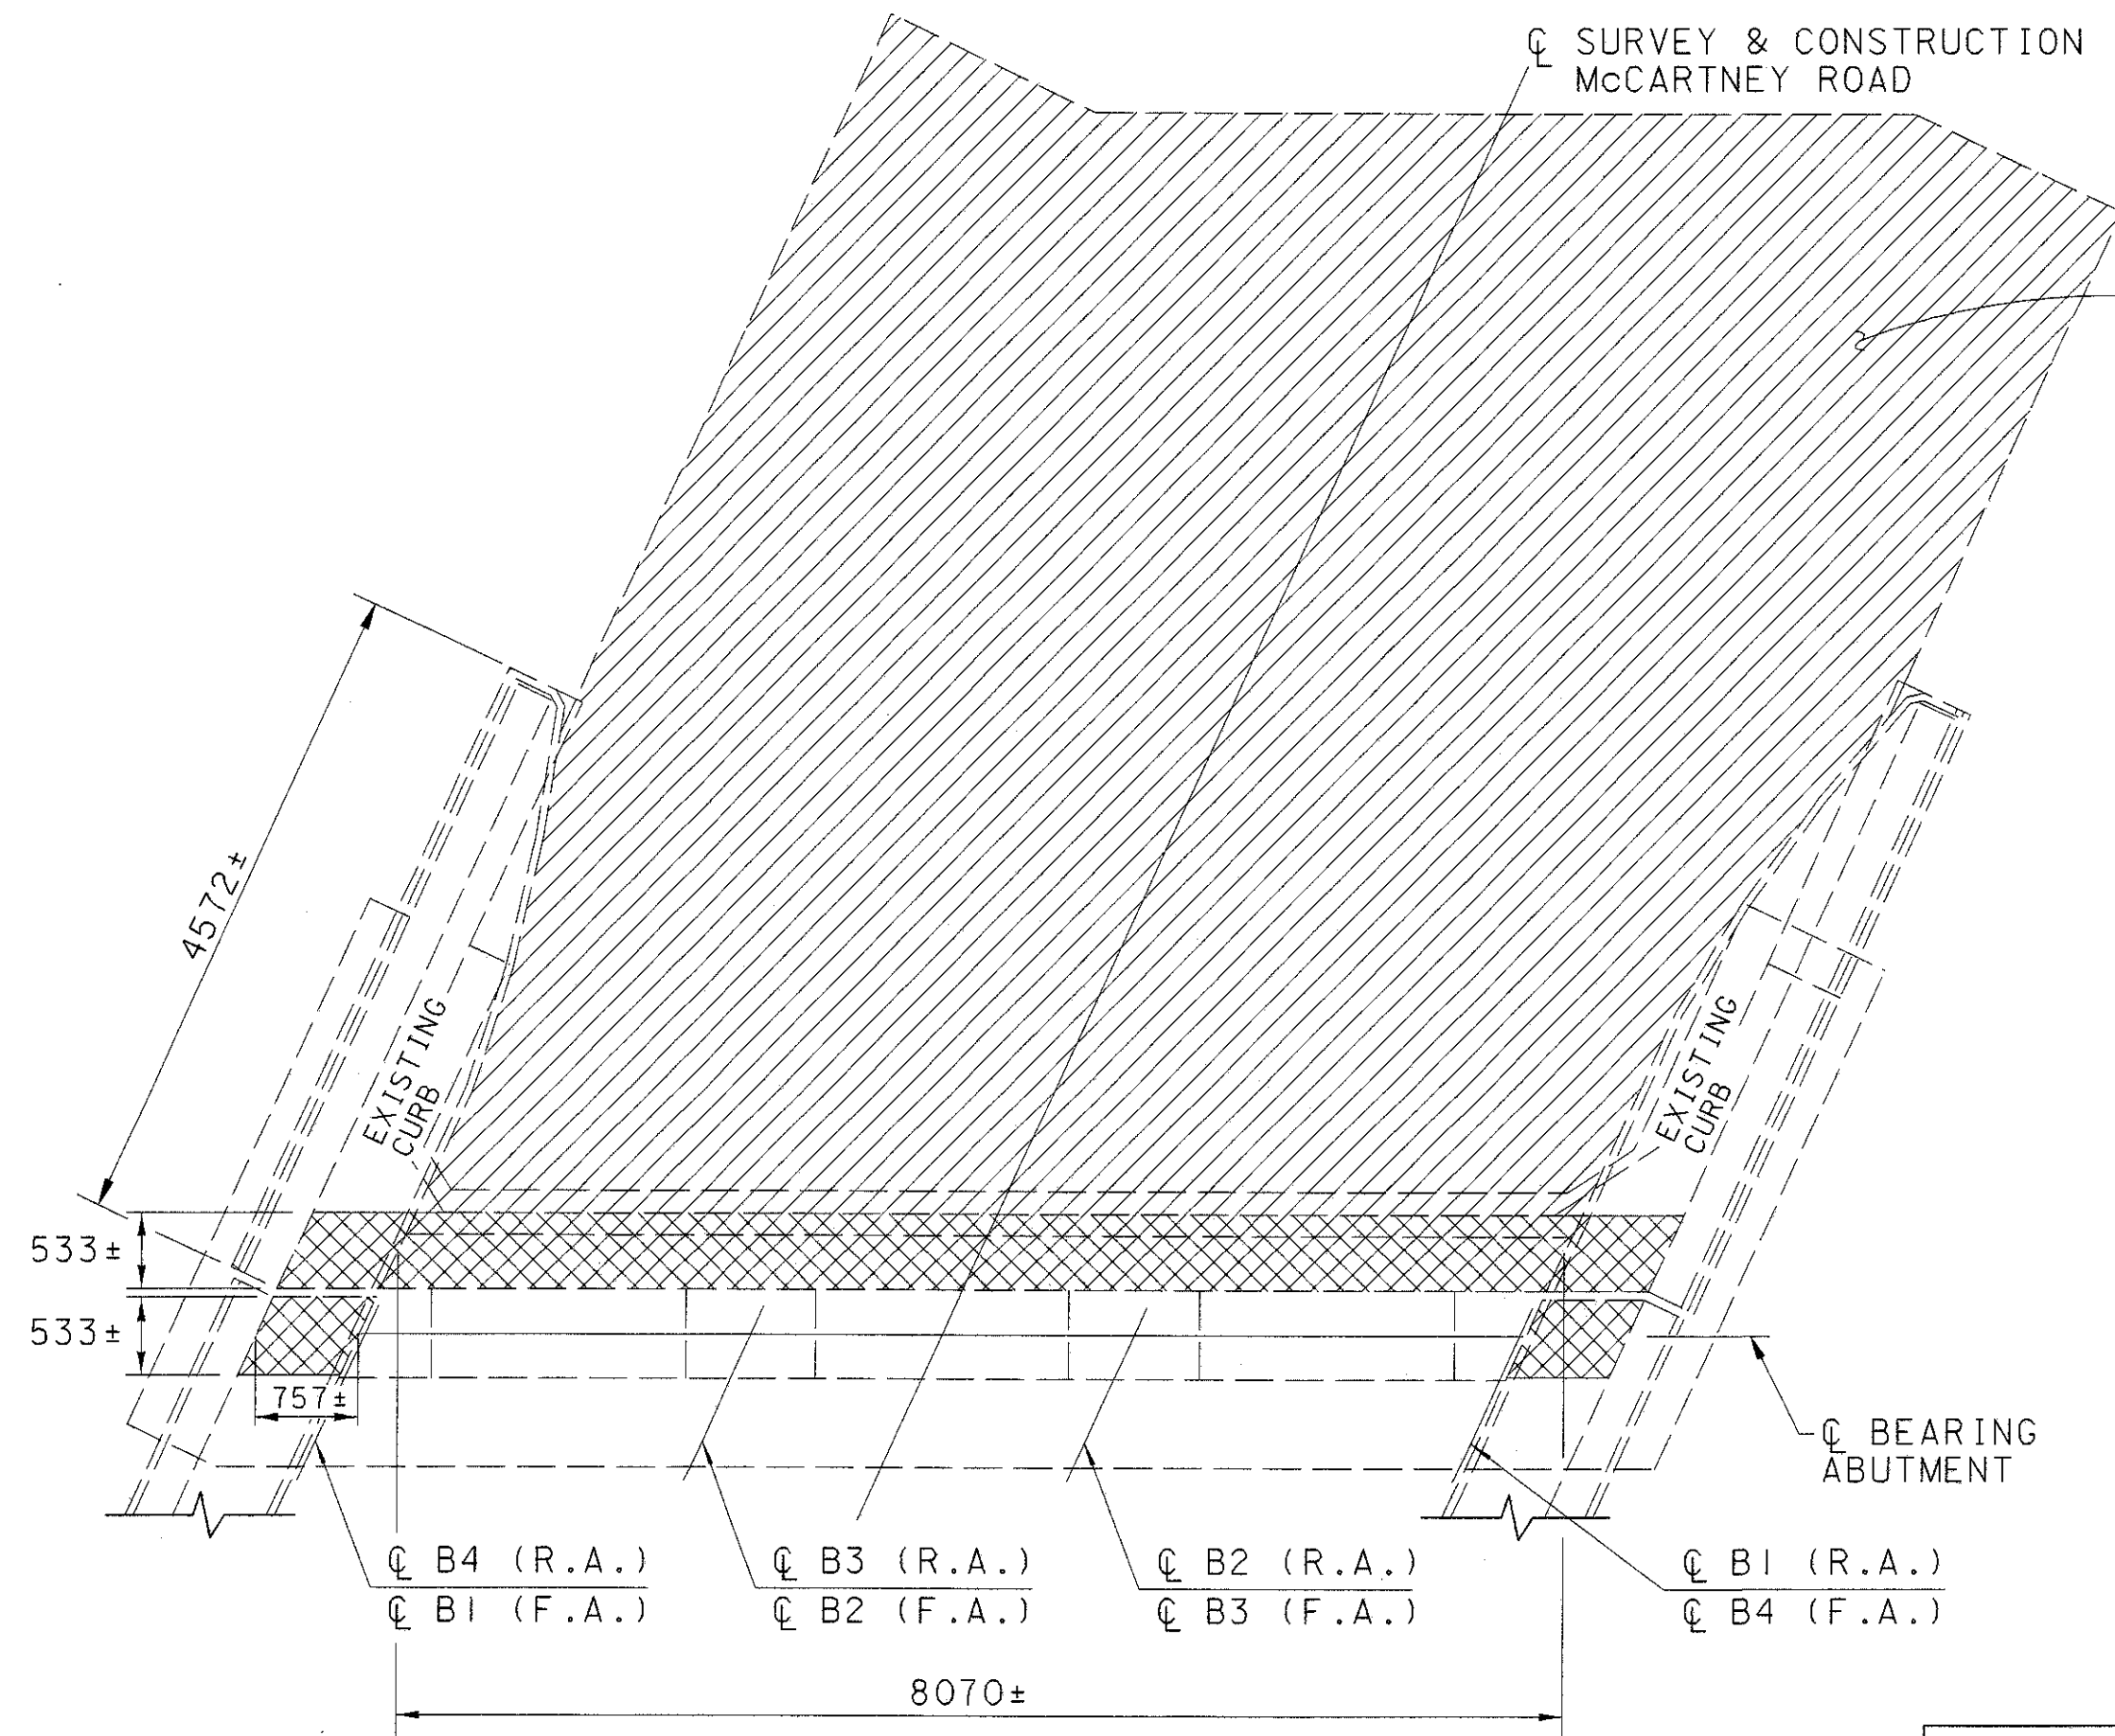 ℄ SURVEY & CONSTRUCTION
McCARTNEY ROAD
4572±
EXISTING
CURB
EXISTING
CURB
533±
533±
757±
℄ BEARING
ABUTMENT
℄ B4 (R.A.)
℄ B1 (F.A.)
℄ B3 (R.A.)
℄ B2 (F.A.)
℄ B2 (R.A.)
℄ B3 (F.A.)
℄ B1 (R.A.)
℄ B4 (F.A.)
8070±